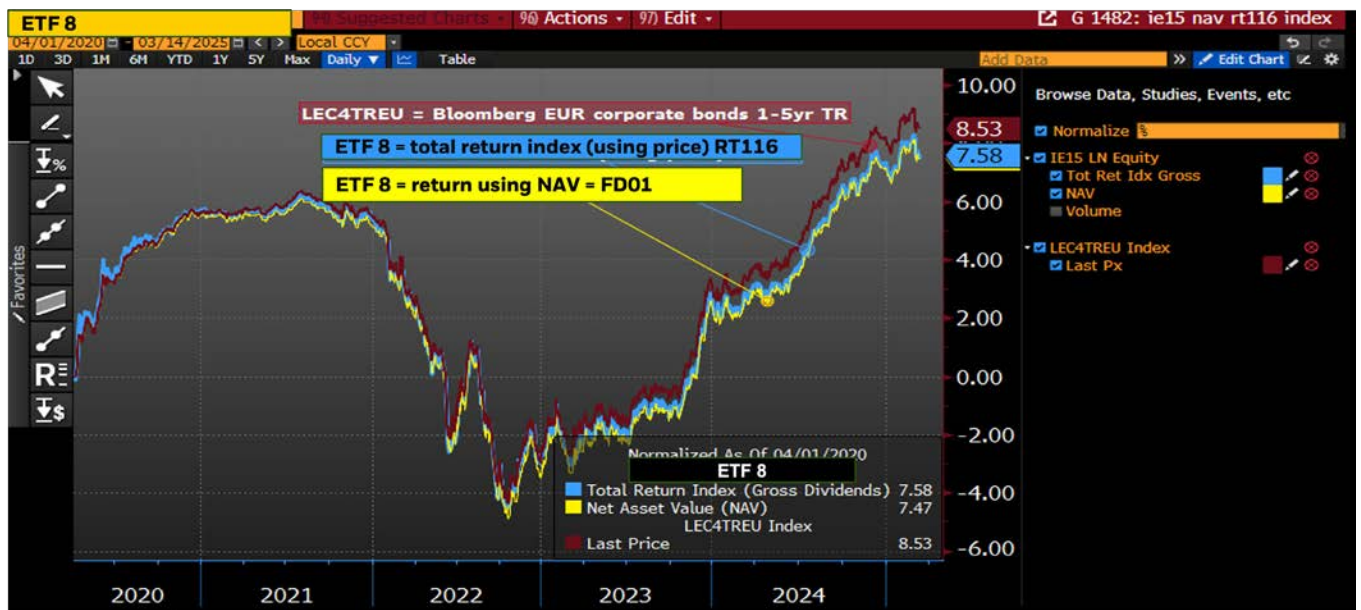 ETF 8
94) Suggested Charts
96) Actions
97) Edit
G 1482: ie15 nav rt116 index
04/01/2020 - 03/14/2025
Local CCY
1D 3D 1M 6M YTD 1Y 5Y Max Daily ▼ Table
Add Data
» Edit Chart
Browse Data, Studies, Events, etc
Normalize %
IE15 LN Equity
Tot Ret Idx Gross
NAV
Volume
LEC4TREU Index
Last Px
Favorites
%
R
$
LEC4TREU = Bloomberg EUR corporate bonds 1-5yr TR
ETF 8 = total return index (using price) RT116
ETF 8 = return using NAV = FD01
10.00
8.53
7.58
6.00
4.00
2.00
0.00
-2.00
-4.00
-6.00
Normalized As Of 04/01/2020
ETF 8
Total Return Index (Gross Dividends) 7.58
Net Asset Value (NAV) 7.47
LEC4TREU Index
Last Price 8.53
2020 2021 2022 2023 2024